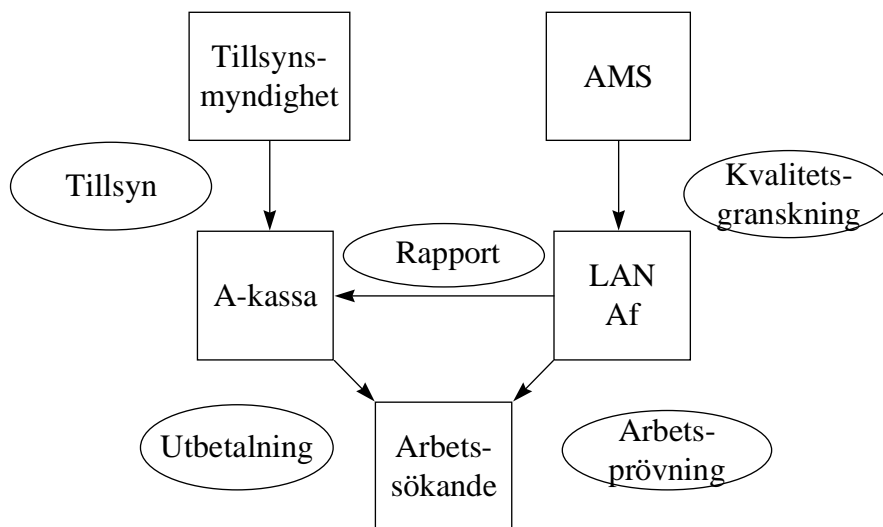 Tillsyns-
myndighet
AMS
Tillsyn
Kvalitets-
granskning
Rapport
A-kassa
LAN
Af
Utbetalning
Arbets-
sökande
Arbets-
prövning